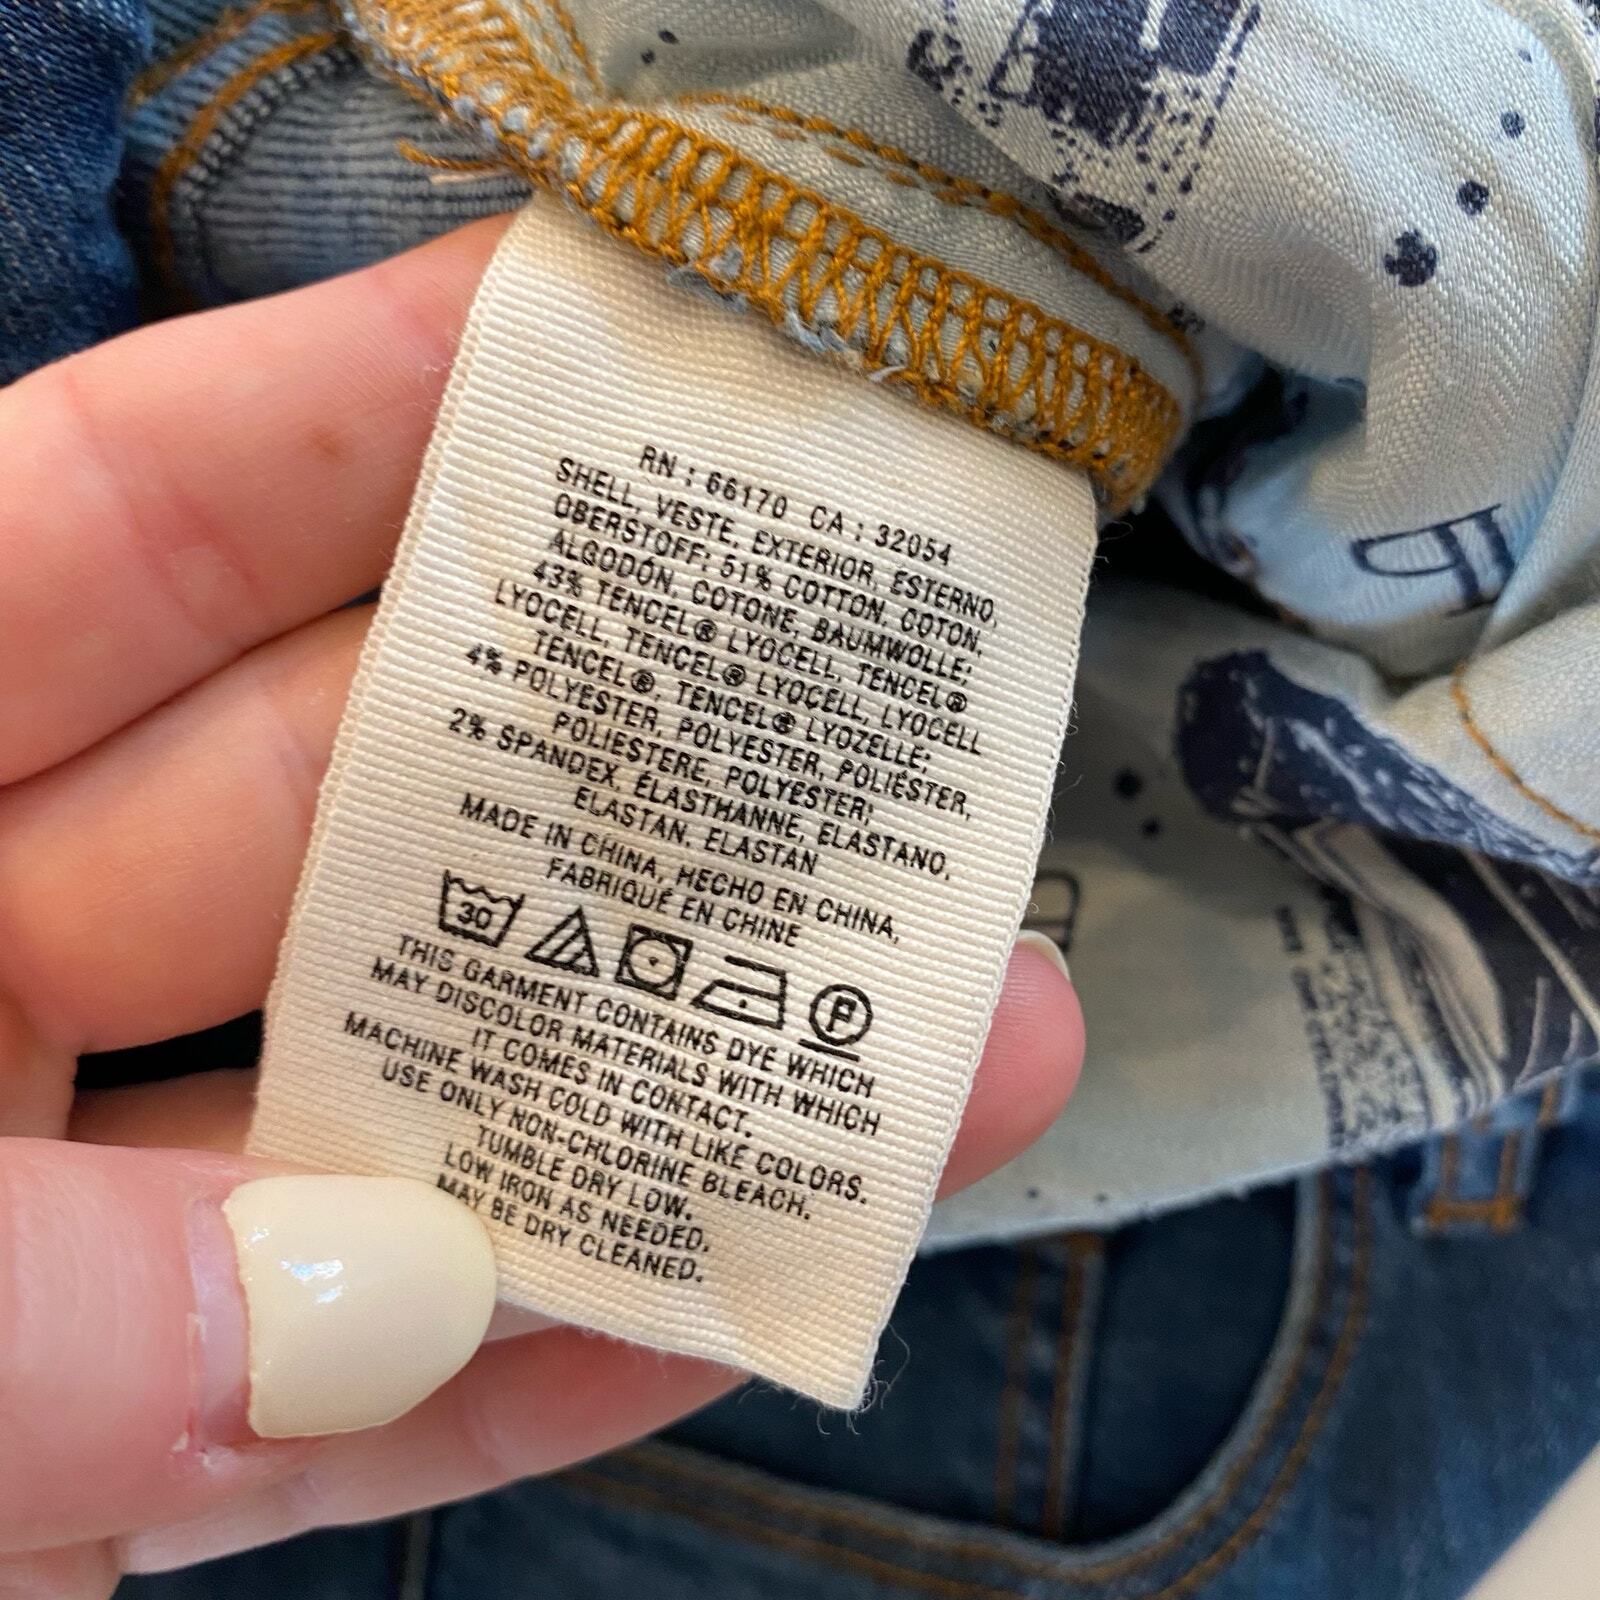 RN : 66170 CA : 32054
SHELL, VESTE, EXTERIOR, ESTERNO,
OBERSTOFF: 51% COTTON, COTON,
ALGODÓN, COTONE, BAUMWOLLE;
43% TENCEL® LYOCELL, TENCEL®
LYOCELL, TENCEL® LYOCELL, LYOCELL
TENCEL®, TENCEL® LYOZELLE;
4% POLYESTER, POLYESTER, POLIÉSTER,
POLIESTERE, POLYESTER;
2% SPANDEX, ÉLASTHANNE, ELASTANO,
ELASTAN, ELASTAN
MADE IN CHINA, HECHO EN CHINA,
FABRIQUÉ EN CHINE
30 P
THIS GARMENT CONTAINS DYE WHICH
MAY DISCOLOR MATERIALS WITH WHICH
IT COMES IN CONTACT.
MACHINE WASH COLD WITH LIKE COLORS.
USE ONLY NON-CHLORINE BLEACH.
TUMBLE DRY LOW.
LOW IRON AS NEEDED.
MAY BE DRY CLEANED.